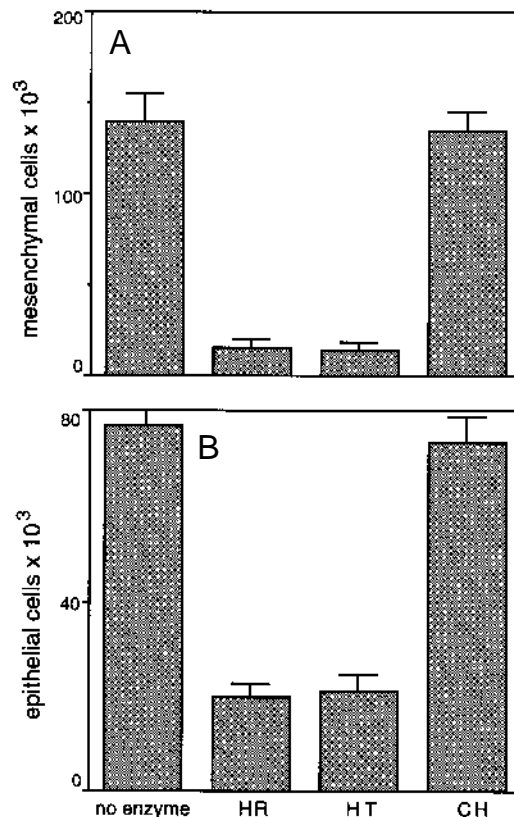 200
A
100
0
mesenchymal cells x 10³
80
B
40
0
epithelial cells x 10³
no enzyme HR HT CH